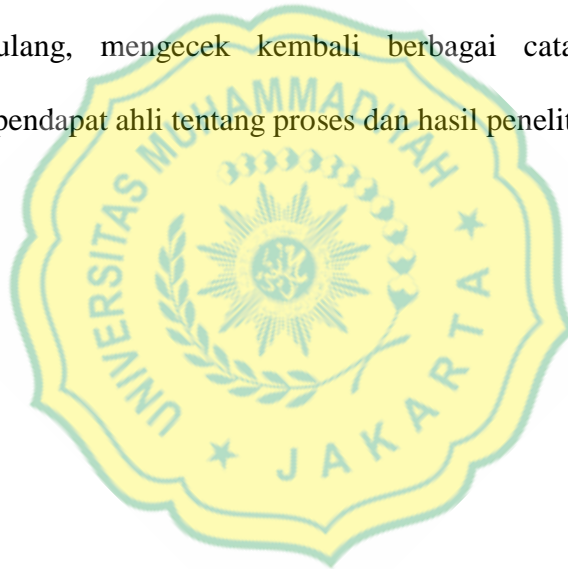 ulang, mengecek kembali berbagai cata
pendapat ahli tentang proses dan hasil penelit
UNIVERSITAS MUHAMMADIYAH
★ JAKARTA ★